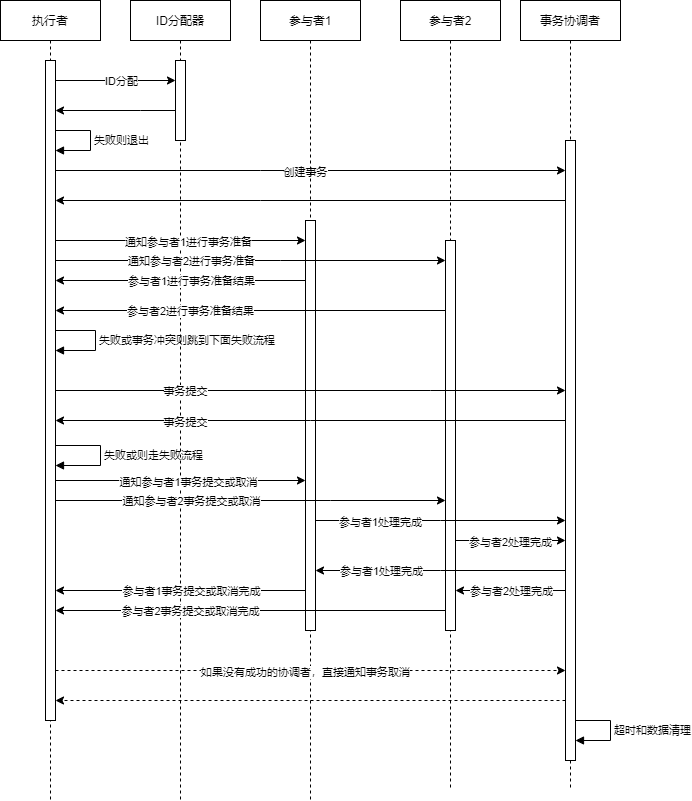 执行者
ID分配器
参与者1
参与者2
事务协调者
ID分配
失败则退出
创建事务
通知参与者1进行事务准备
通知参与者2进行事务准备
参与者1进行事务准备结果
参与者2进行事务准备结果
失败或事务冲突则跳到下面失败流程
事务提交
事务提交
失败或则走失败流程
通知参与者1事务提交或取消
通知参与者2事务提交或取消
参与者1处理完成
参与者2处理完成
参与者1处理完成
参与者1事务提交或取消完成
参与者2处理完成
参与者2事务提交或取消完成
如果没有成功的协调者，直接通知事务取消
超时和数据清理